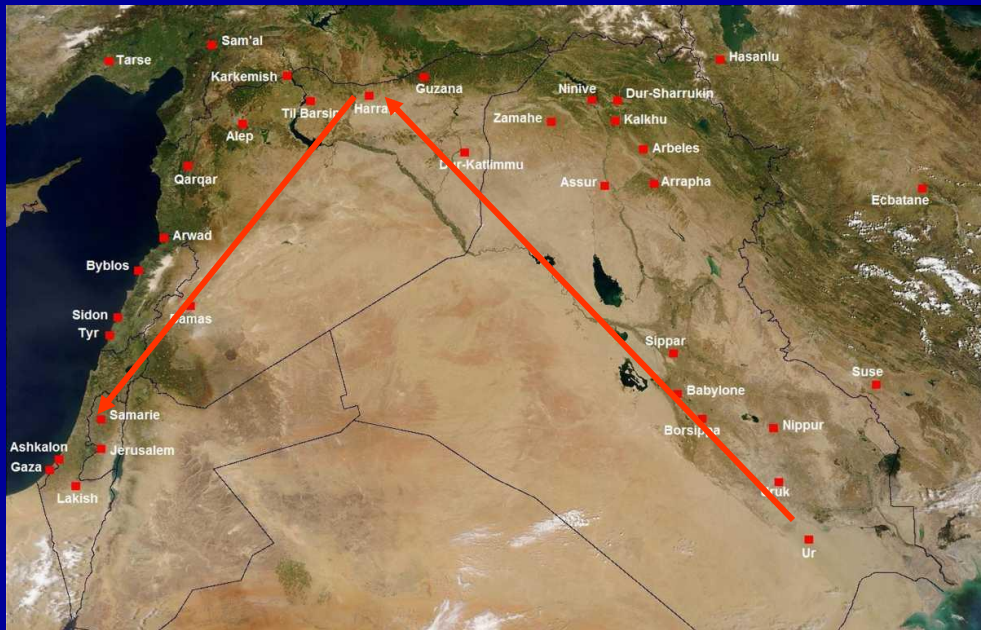 Sam'al
Tarse
Hasanlu
Karkemish
Guzana
Ninive
Dur-Sharrukin
Til Barsip
Harra
Zamahe
Kalkhu
Alep
Arbeles
Dur-Katlimmu
Qarqar
Assur
Arrapha
Ecbatane
Arwad
Byblos
Sidon
Damas
Tyr
Sippar
Suse
Babylone
Samarie
Borsippa
Nippur
Ashkalon
Jerusalem
Gaza
Lakish
Uruk
Ur